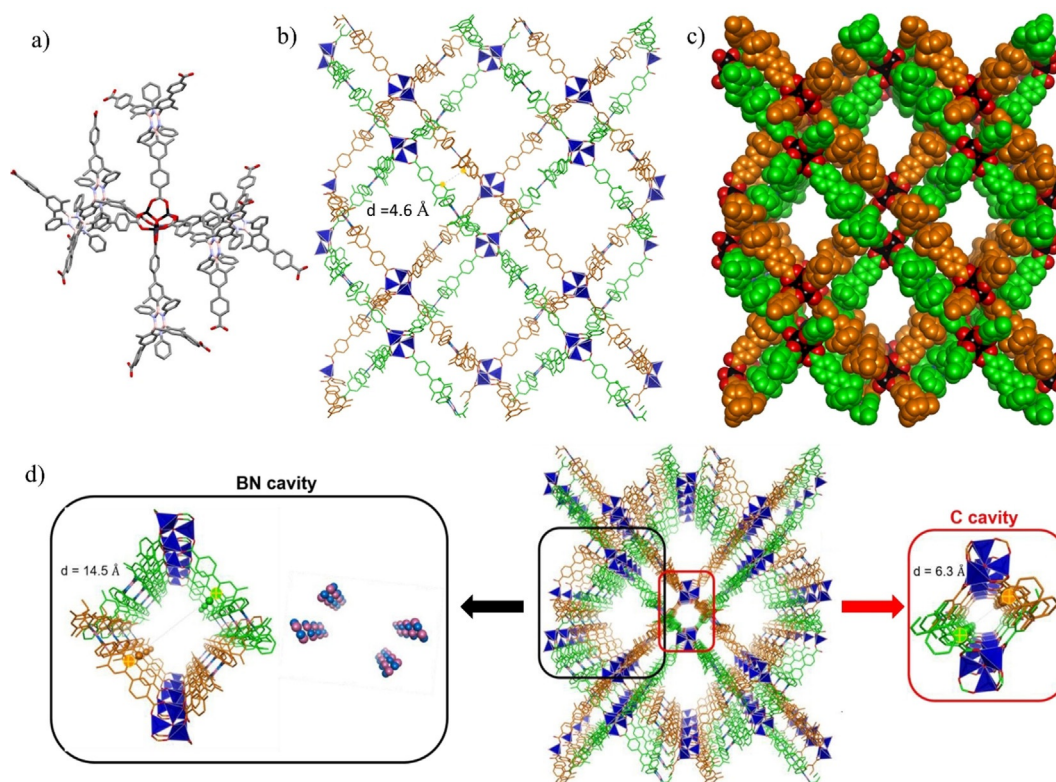 a)
b)
c)
d =4.6 Å
d)
BN cavity
d = 14.5 Å
C cavity
d = 6.3 Å